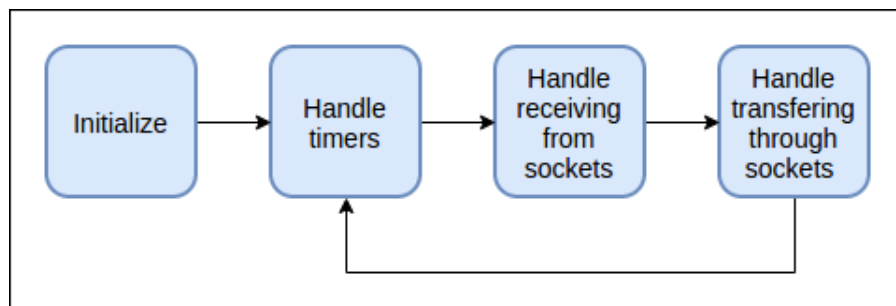 Initialize
Handle
timers
Handle
receiving
from
sockets
Handle
transfering
through
sockets